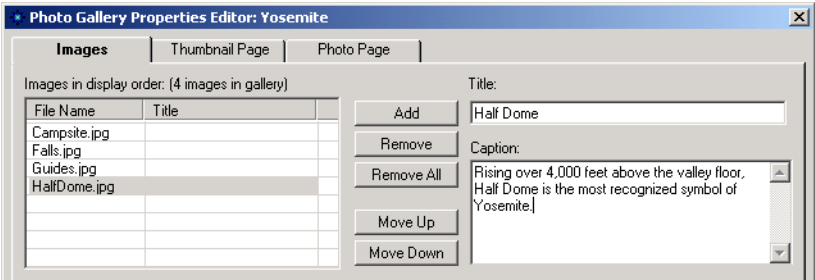 Photo Gallery Properties Editor: Yosemite
Images Thumbnail Page Photo Page
Images in display order: (4 images in gallery)
File Name Title
Campsite.jpg
Falls.jpg
Guides.jpg
HalfDome.jpg
Add
Remove
Remove All
Move Up
Move Down
Title:
Half Dome
Caption:
Rising over 4,000 feet above the valley floor,
Half Dome is the most recognized symbol of
Yosemite.